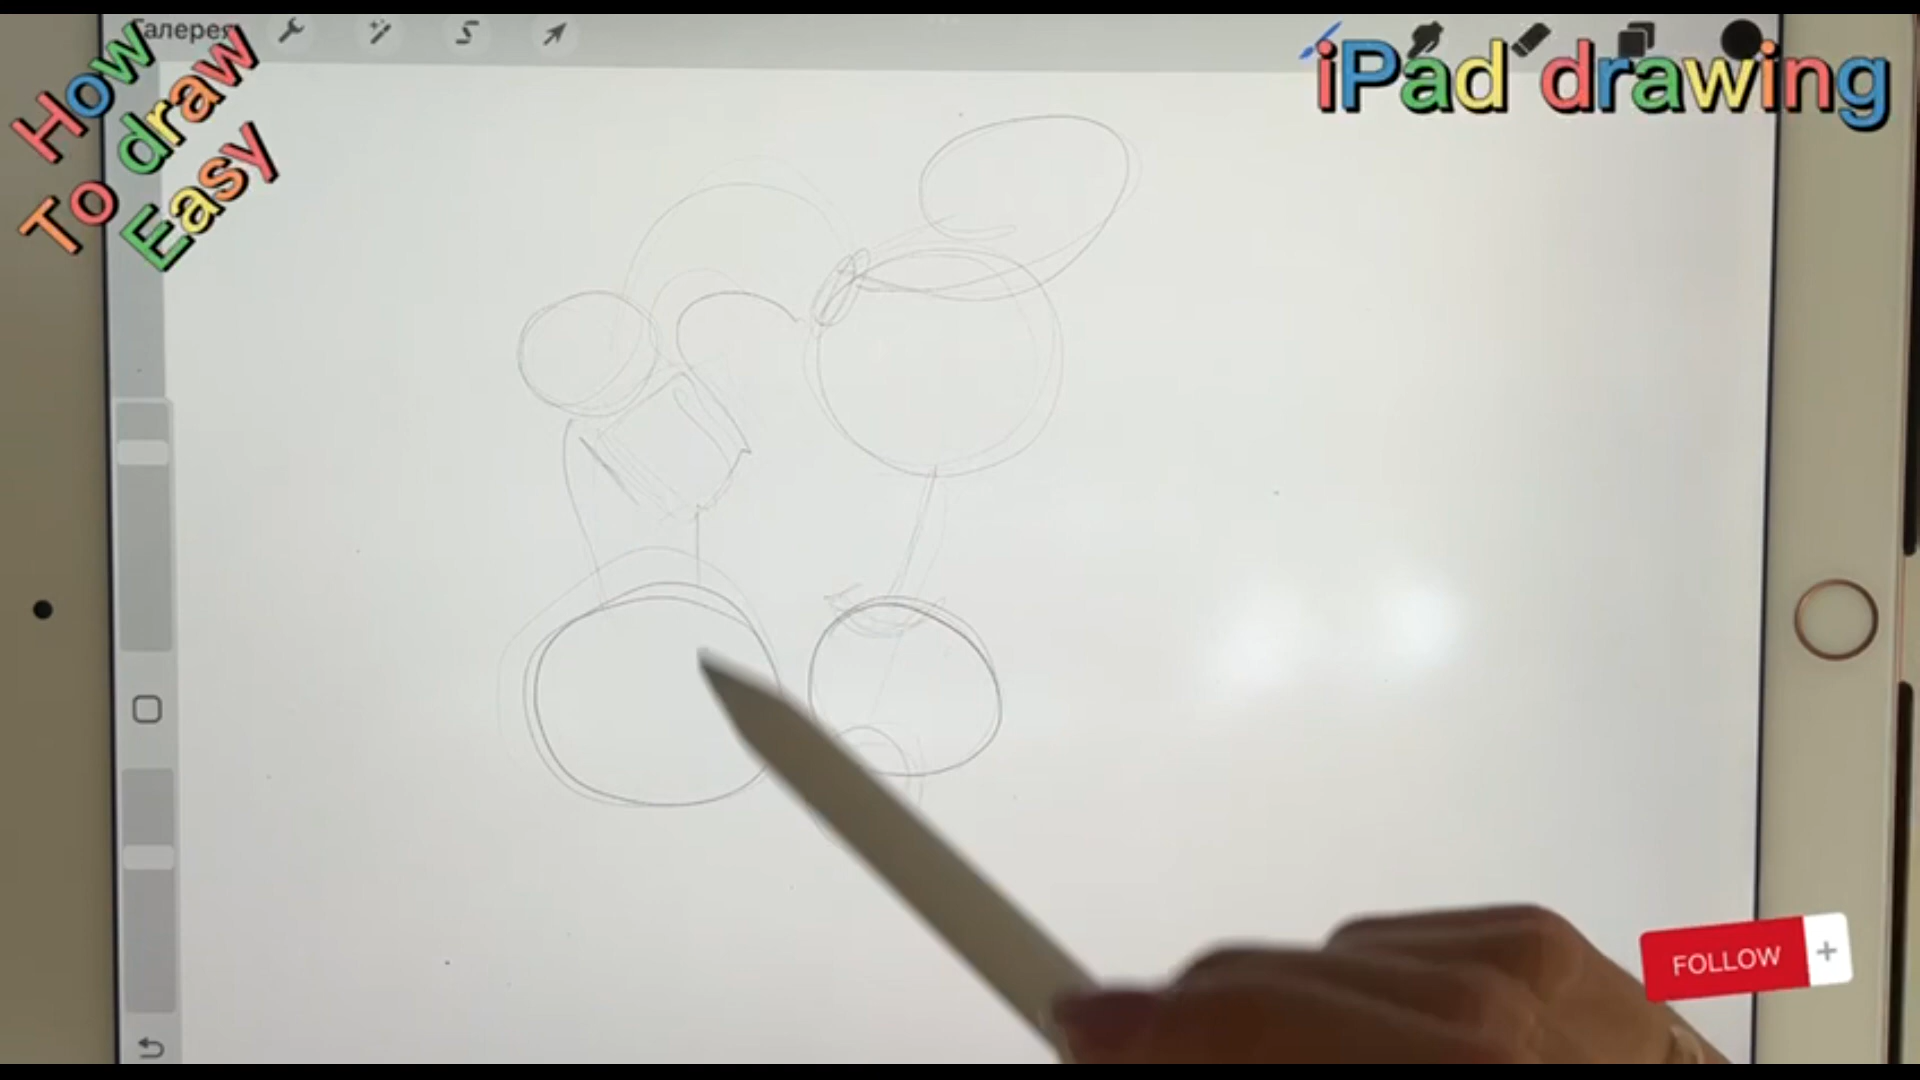 Галерея
How
To draw
Easy
iPad drawing
FOLLOW +